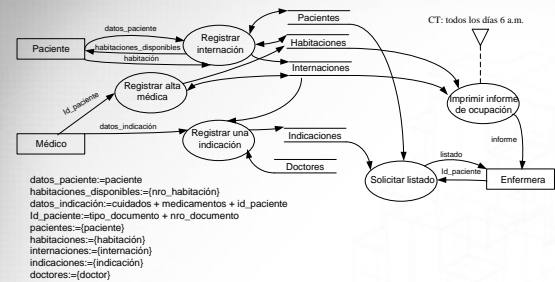 CT: todos los días 6 a.m.
datos_paciente
Registrar
internación
Pacientes
Paciente
habitaciones_disponibles
habitación
Habitaciones
Internaciones
Registrar alta
médica
Id_paciente
Imprimir informe
de ocupación
Médico
datos_indicación
Registrar una
indicación
Indicaciones
Doctores
informe
listado
Id_paciente
Solicitar listado
Enfermera
datos_paciente:=paciente
habitaciones_disponibles:={nro_habitación}
datos_indicación:=cuidados + medicamentos + id_paciente
Id_paciente:=tipo_documento + nro_documento
pacientes:={paciente}
habitaciones:={habitación}
internaciones:={internación}
indicaciones:={indicación}
doctores:={doctor}